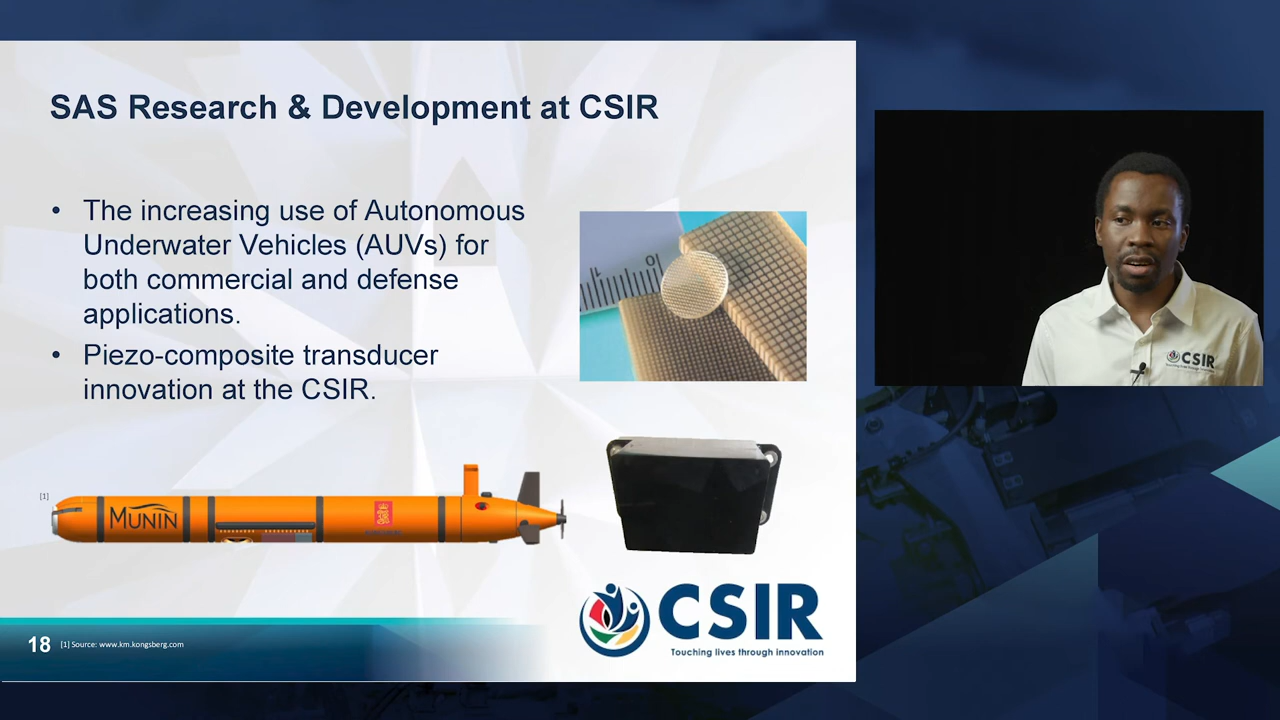 SAS Research & Development at CSIR
• The increasing use of Autonomous
Underwater Vehicles (AUVs) for
both commercial and defense
applications.
• Piezo-composite transducer
innovation at the CSIR.
[1]
MUNIN
CSIR
Touching lives through innovation
18
[1] Source: www.km.kongsberg.com
CSIR